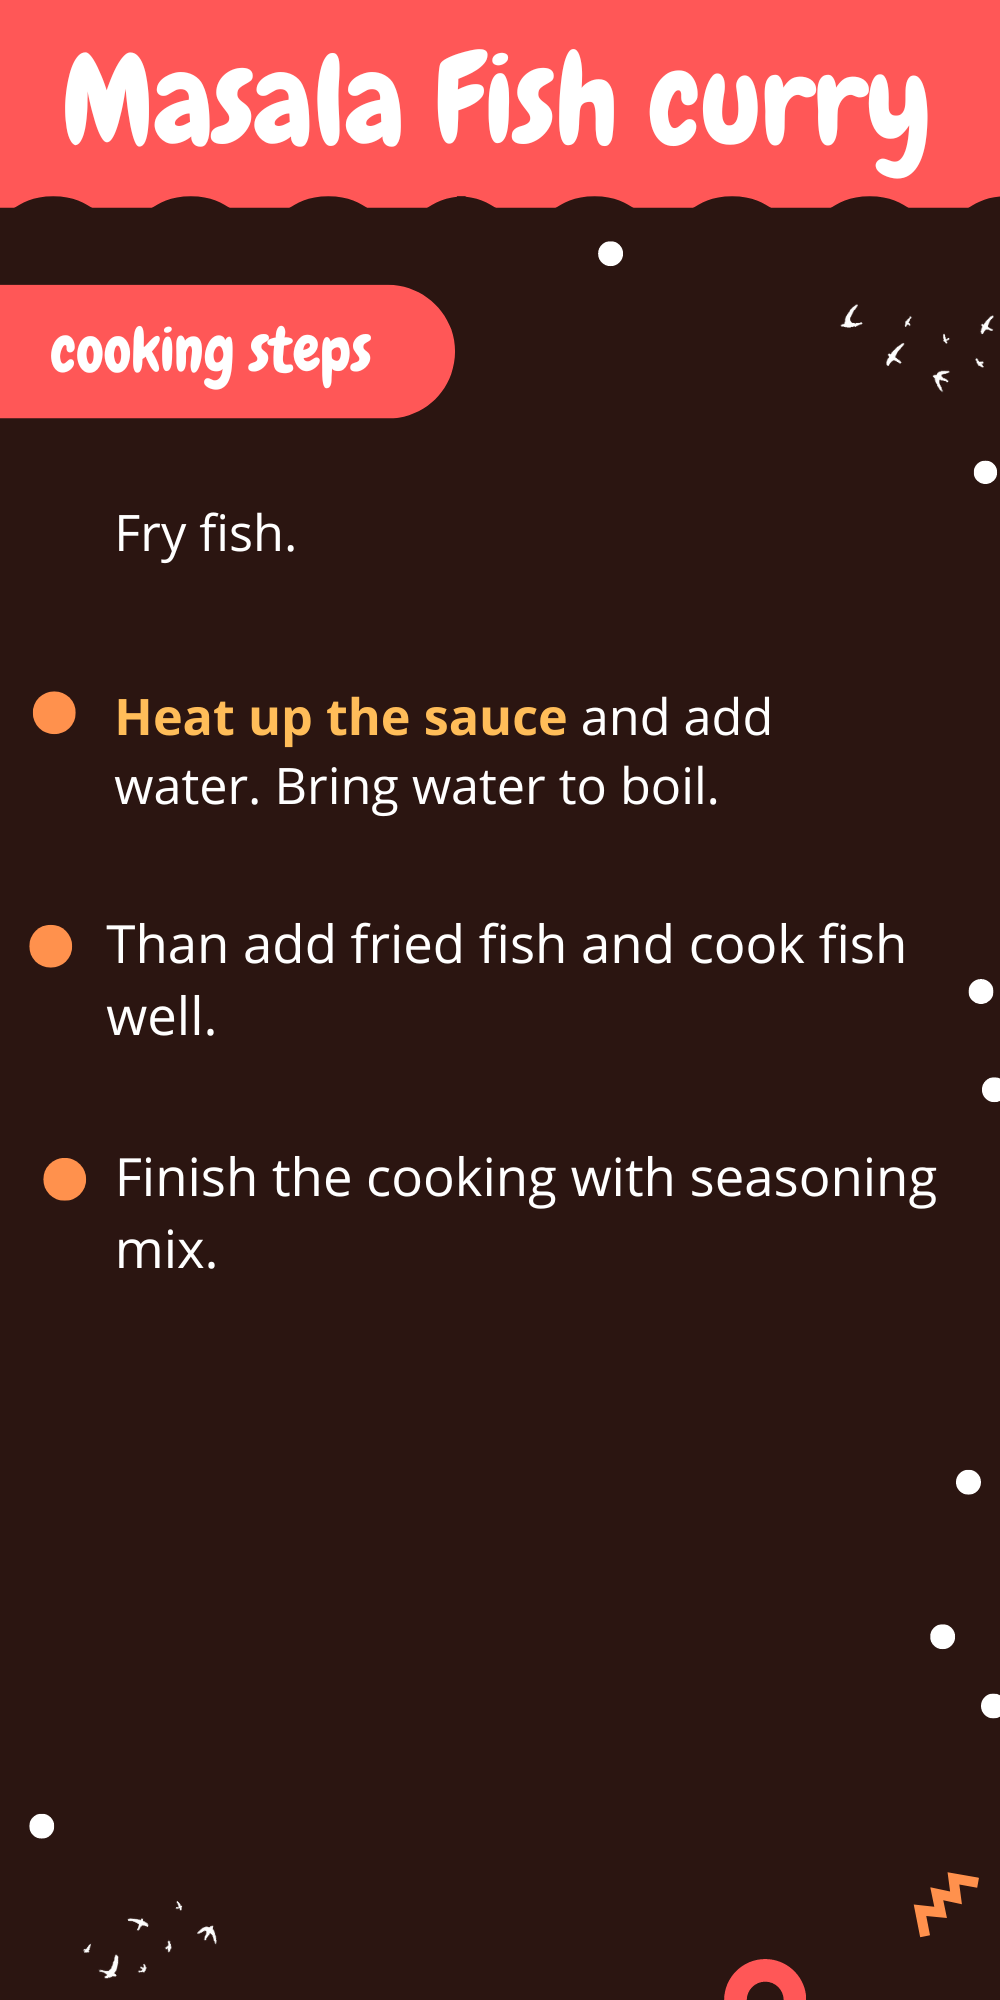 Masala Fish curry
cooking steps
Fry fish.
Heat up the sauce and add
water. Bring water to boil.
Than add fried fish and cook fish
well.
Finish the cooking with seasoning
mix.